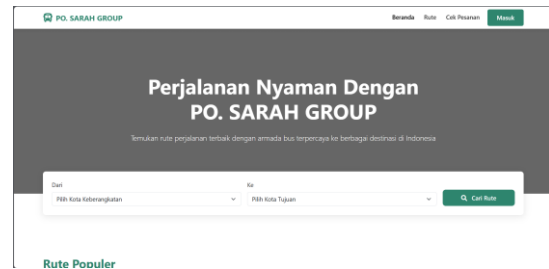 PO. SARAH GROUP
Beranda Rute Cek Pesanan Masuk
Perjalanan Nyaman Dengan
PO. SARAH GROUP
Temukan rute perjalanan terbaik dengan armada bus terpercaya ke berbagai destinasi di Indonesia
Dari Ke
Pilih Kota Keberangkatan Pilih Kota Tujuan Cari Rute
Rute Populer